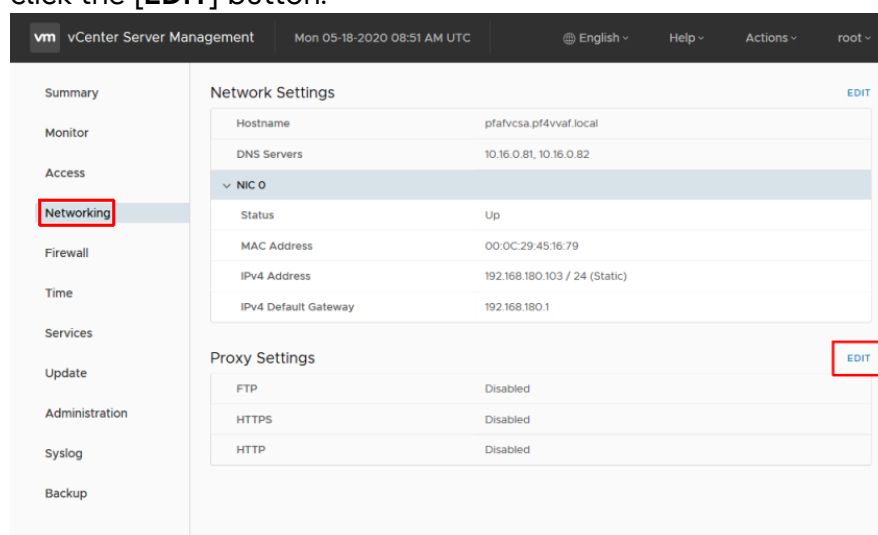 click the [EDIT] button.
vm vCenter Server Management Mon 05-18-2020 08:51 AM UTC English Help Actions root
Summary
Monitor
Access
Networking
Firewall
Time
Services
Update
Administration
Syslog
Backup
Network Settings EDIT
Hostname pfafvcsa.pf4vvaf.local
DNS Servers 10.16.0.81, 10.16.0.82
NIC 0
Status Up
MAC Address 00:0C:29:45:16:79
IPv4 Address 192.168.180.103 / 24 (Static)
IPv4 Default Gateway 192.168.180.1
Proxy Settings EDIT
FTP Disabled
HTTPS Disabled
HTTP Disabled